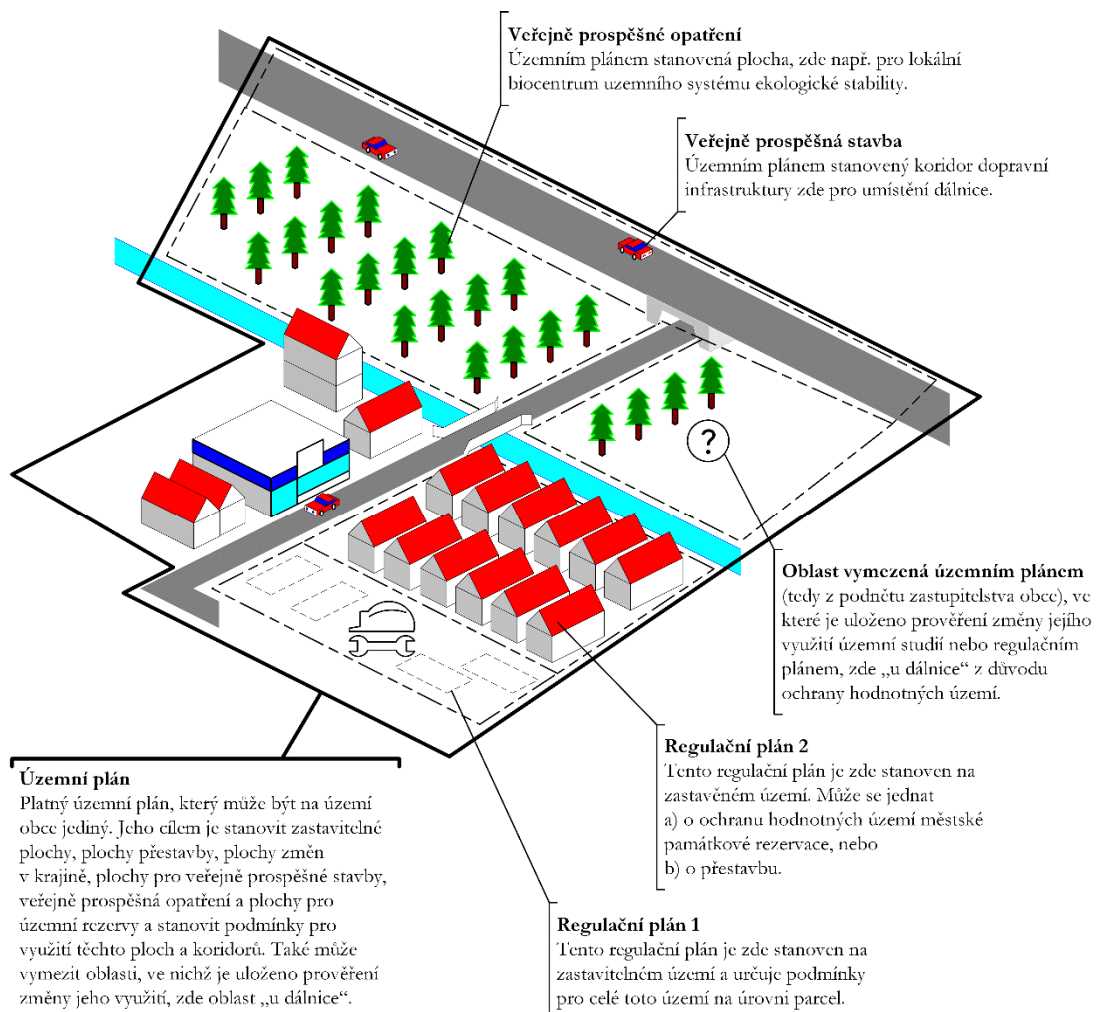 Veřejně prospěšné opatření
Územním plánem stanovená plocha, zde např. pro lokální
biocentrum uzemního systému ekologické stability.
Veřejně prospěšná stavba
Územním plánem stanovený koridor dopravní
infrastruktury zde pro umístění dálnice.
?
Oblast vymezená územním plánem
(tedy z podnětu zastupitelstva obce), ve
které je uloženo prověření změny jejího
využití územní studií nebo regulačním
plánem, zde „u dálnice“ z důvodu
ochrany hodnotných území.
Regulační plán 2
Tento regulační plán je zde stanoven na
zastavěném území. Může se jednat
a) o ochranu hodnotných území městské
památkové rezervace, nebo
b) o přestavbu.
Územní plán
Platný územní plán, který může být na území
obce jediný. Jeho cílem je stanovit zastavitelné
plochy, plochy přestavby, plochy změn
v krajině, plochy pro veřejně prospěšné stavby,
veřejně prospěšná opatření a plochy pro
územní rezervy a stanovit podmínky pro
využití těchto ploch a koridorů. Také může
vymezit oblasti, ve nichž je uloženo prověření
změny jeho využití, zde oblast „u dálnice“.
Regulační plán 1
Tento regulační plán je zde stanoven na
zastavitelném území a určuje podmínky
pro celé toto území na úrovni parcel.